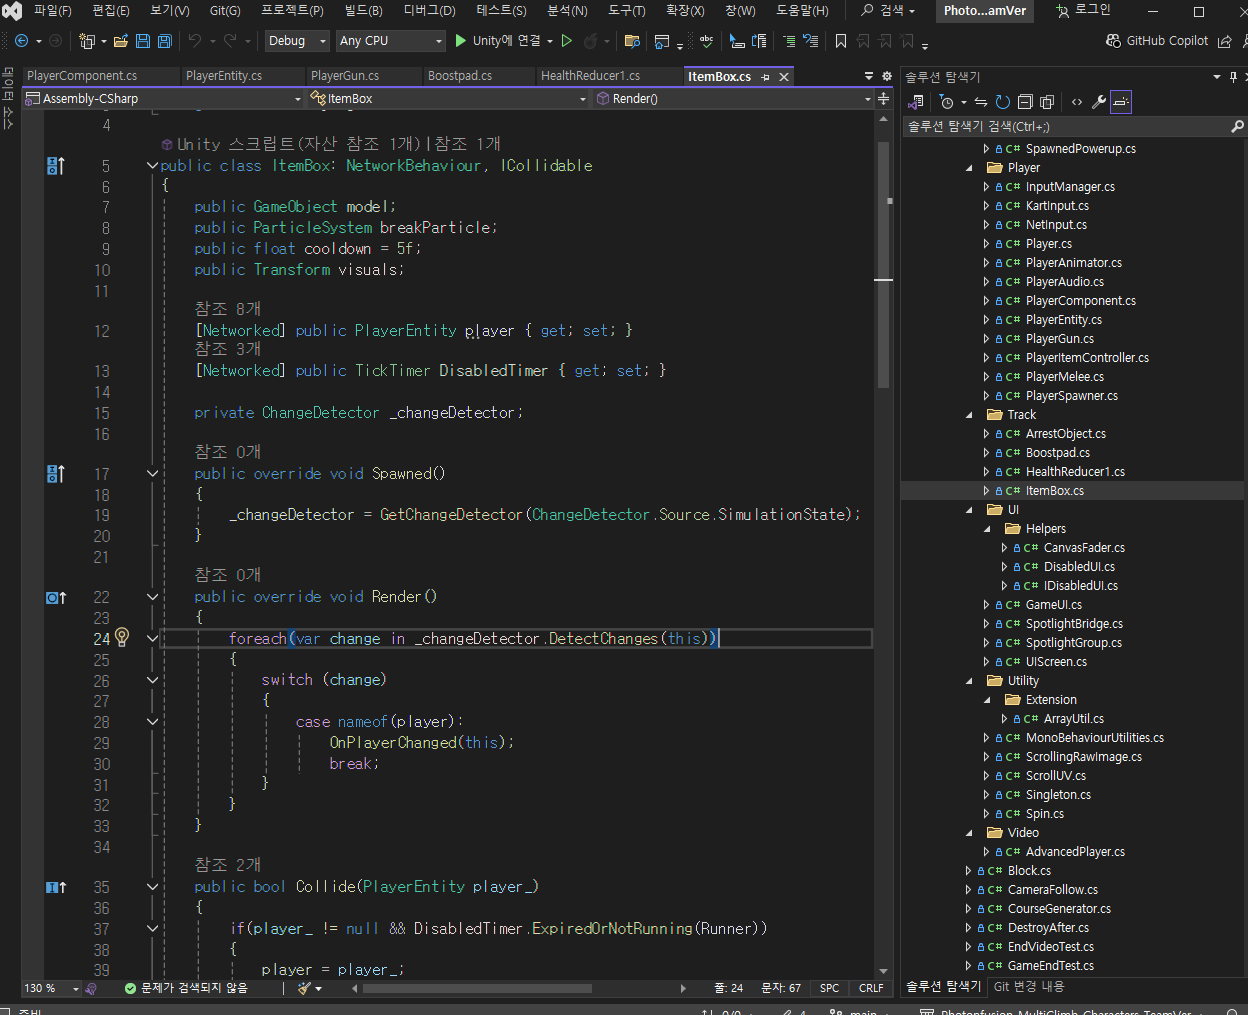 파일(F) 편집(E) 보기(V) Git(G) 프로젝트(P) 빌드(B) 디버그(D) 테스트(S) 분석(N) 도구(T) 확장(X) 창(W) 도움말(H) 검색 Photo...amVer 로그인
Debug Any CPU Unity에 연결 GitHub Copilot
PlayerComponent.cs PlayerEntity.cs PlayerGun.cs Boostpad.cs HealthReducer1.cs ItemBox.cs
Assembly-CSharp ItemBox Render()
4
Unity 스크립트(자산 참조 1개)|참조 1개
5 public class ItemBox: NetworkBehaviour, ICollidable
6 {
7 public GameObject model;
8 public ParticleSystem breakParticle;
9 public float cooldown = 5f;
10 public Transform visuals;
11
참조 8개
12 [Networked] public PlayerEntity player { get; set; }
참조 3개
13 [Networked] public TickTimer DisabledTimer { get; set; }
14
15 private ChangeDetector _changeDetector;
16
참조 0개
17 public override void Spawned()
18 {
19 _changeDetector = GetChangeDetector(ChangeDetector.Source.SimulationState);
20 }
21
참조 0개
22 public override void Render()
23 {
24 foreach(var change in _changeDetector.DetectChanges(this))
25 {
26 switch (change)
27 {
28 case nameof(player):
29 OnPlayerChanged(this);
30 break;
31 }
32 }
33 }
34
참조 2개
35 public bool Collide(PlayerEntity player_)
36 {
37 if(player_ != null && DisabledTimer.ExpiredOrNotRunning(Runner))
38 {
39 player = player_;
130 % 문제가 검색되지 않음 줄: 24 문자: 67 SPC CRLF
솔루션 탐색기
솔루션 탐색기 검색(Ctrl+;)
C# SpawnedPowerup.cs
Player
C# InputManager.cs
C# KartInput.cs
C# NetInput.cs
C# Player.cs
C# PlayerAnimator.cs
C# PlayerAudio.cs
C# PlayerComponent.cs
C# PlayerEntity.cs
C# PlayerGun.cs
C# PlayerItemController.cs
C# PlayerMelee.cs
C# PlayerSpawner.cs
Track
C# ArrestObject.cs
C# Boostpad.cs
C# HealthReducer1.cs
C# ItemBox.cs
UI
Helpers
C# CanvasFader.cs
C# DisabledUI.cs
C# IDisabledUI.cs
C# GameUI.cs
C# SpotlightBridge.cs
C# SpotlightGroup.cs
C# UIScreen.cs
Utility
Extension
C# ArrayUtil.cs
C# MonoBehaviourUtilities.cs
C# ScrollingRawImage.cs
C# ScrollUV.cs
C# Singleton.cs
C# Spin.cs
Video
C# AdvancedPlayer.cs
C# Block.cs
C# CameraFollow.cs
C# CourseGenerator.cs
C# DestroyAfter.cs
C# EndVideoTest.cs
C# GameEndTest.cs
솔루션 탐색기 Git 변경 내용